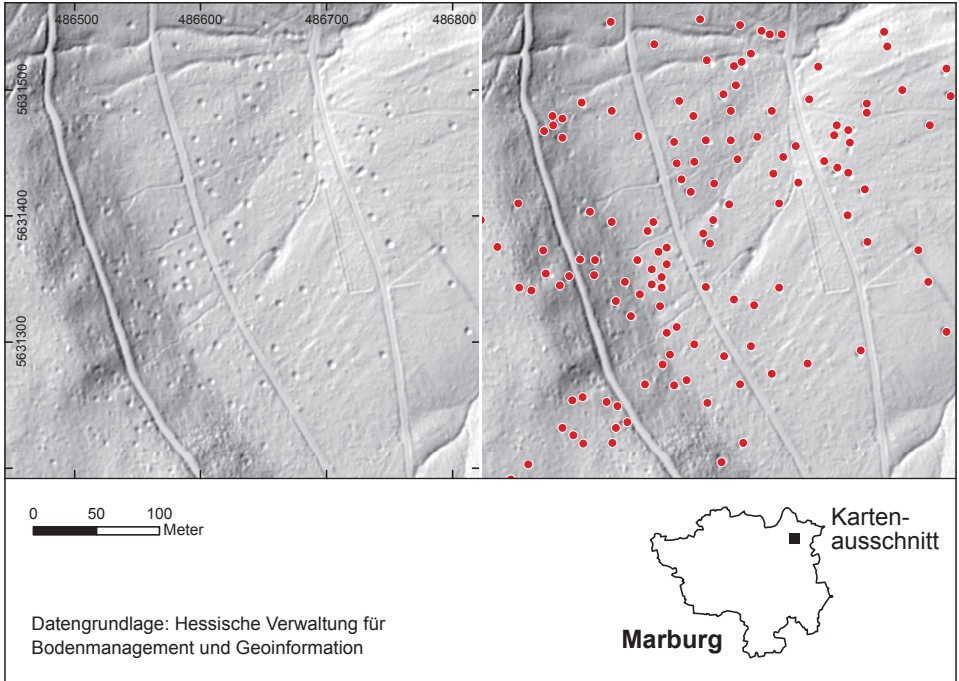 486500 486600 486700 486800
5631500
5631400
5631300
0 50 100
Meter
Karten-
ausschnitt
Marburg
Datengrundlage: Hessische Verwaltung für
Bodenmanagement und Geoinformation